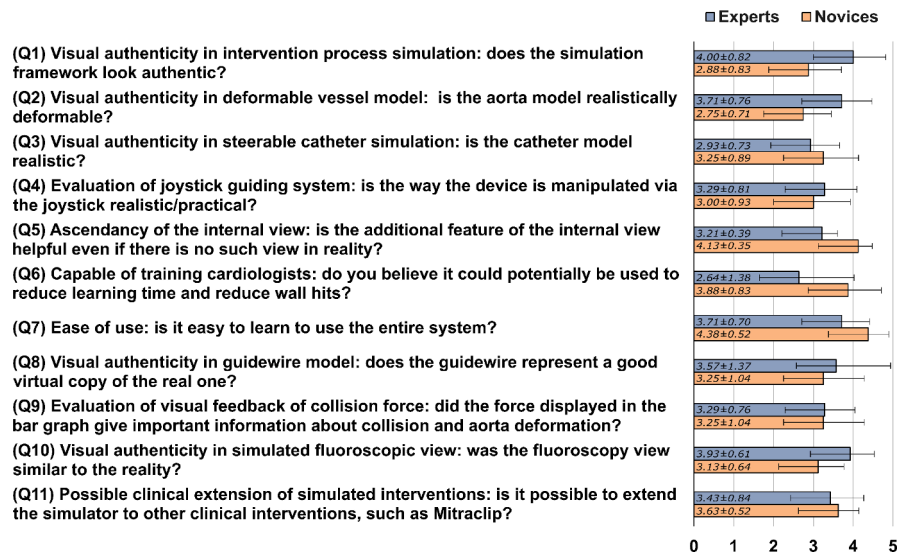 Experts Novices
(Q1) Visual authenticity in intervention process simulation: does the simulation
framework look authentic?
4.00±0.82
2.88±0.83
(Q2) Visual authenticity in deformable vessel model: is the aorta model realistically
deformable?
3.71±0.76
2.75±0.71
(Q3) Visual authenticity in steerable catheter simulation: is the catheter model
realistic?
2.93±0.73
3.25±0.89
(Q4) Evaluation of joystick guiding system: is the way the device is manipulated via
the joystick realistic/practical?
3.29±0.81
3.00±0.93
(Q5) Ascendancy of the internal view: is the additional feature of the internal view
helpful even if there is no such view in reality?
3.21±0.39
4.13±0.35
(Q6) Capable of training cardiologists: do you believe it could potentially be used to
reduce learning time and reduce wall hits?
2.64±1.38
3.88±0.83
(Q7) Ease of use: is it easy to learn to use the entire system?
3.71±0.70
4.38±0.52
(Q8) Visual authenticity in guidewire model: does the guidewire represent a good
virtual copy of the real one?
3.57±1.37
3.25±1.04
(Q9) Evaluation of visual feedback of collision force: did the force displayed in the
bar graph give important information about collision and aorta deformation?
3.29±0.76
3.25±1.04
(Q10) Visual authenticity in simulated fluoroscopic view: was the fluoroscopy view
similar to the reality?
3.93±0.61
3.13±0.64
(Q11) Possible clinical extension of simulated interventions: is it possible to extend
the simulator to other clinical interventions, such as Mitraclip?
3.43±0.84
3.63±0.52
0 1 2 3 4 5